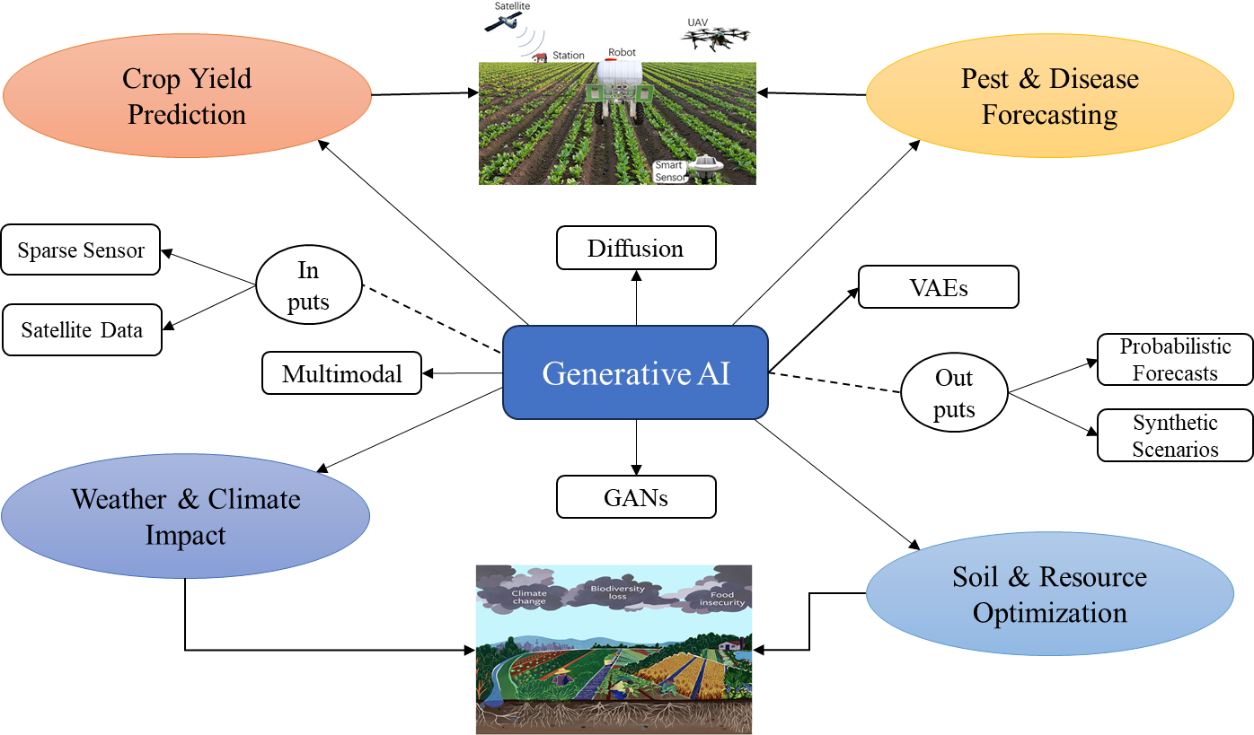 Satellite
UAV
Station
Robot
Crop Yield
Prediction
Pest & Disease
Forecasting
Smart
Sensor
Sparse Sensor
In
puts
Diffusion
VAEs
Satellite Data
Multimodal
Generative AI
Out
puts
Probabilistic
Forecasts
Synthetic
Scenarios
Weather & Climate
Impact
GANs
Climate
change
Biodiversity
loss
Food
insecurity
Soil & Resource
Optimization